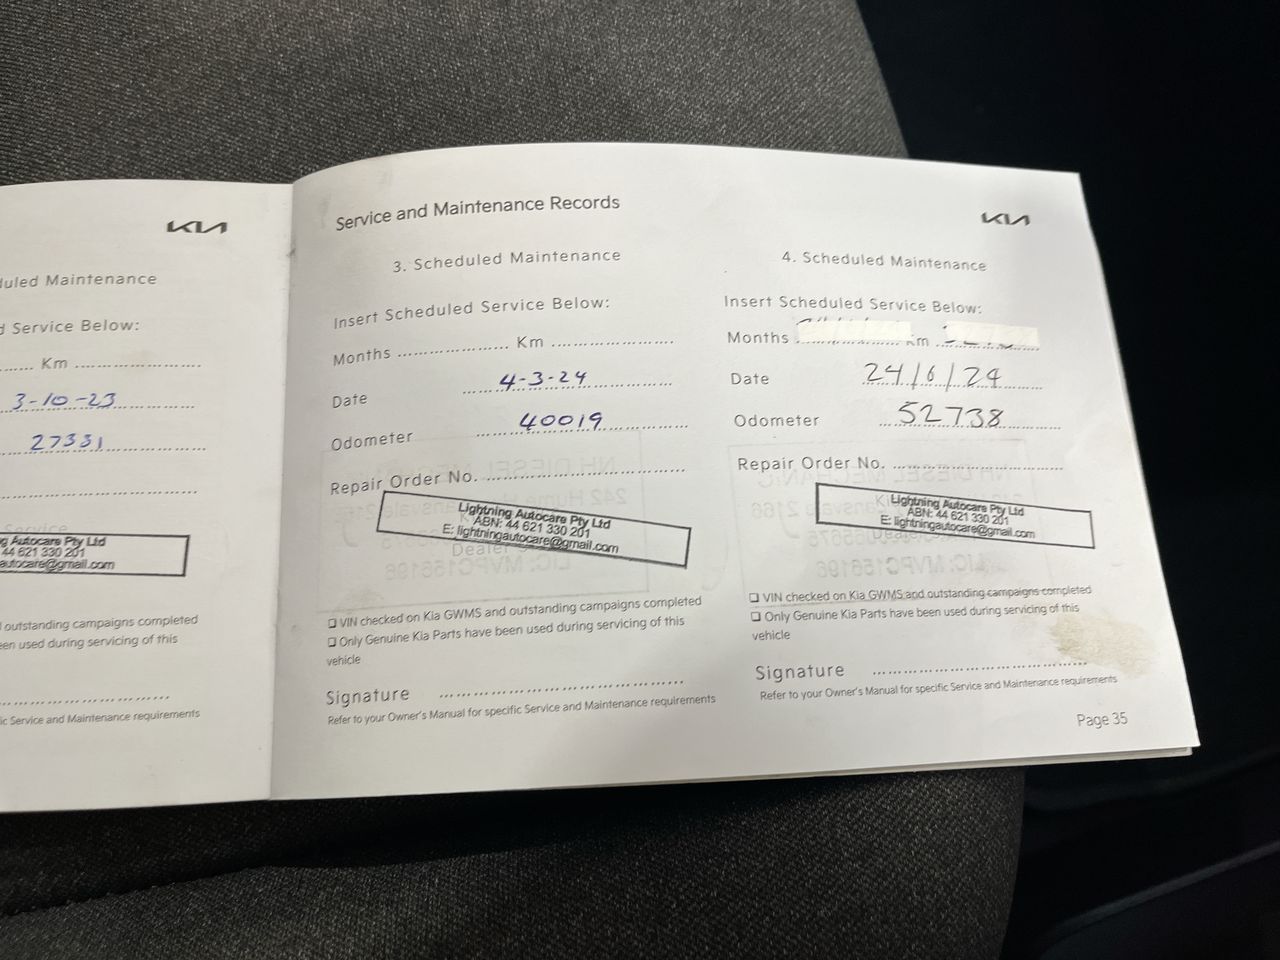 KIA
duled Maintenance
d Service Below:
...... Km ........................
3-10-23
27331
Service
g Autocare Pty Ltd
44 621 330 201
autocare@gmail.com
outstanding campaigns completed
een used during servicing of this
ic Service and Maintenance requirements
Service and Maintenance Records
3. Scheduled Maintenance
Insert Scheduled Service Below:
Months .................... Km ......................
Date 4-3-24
Odometer 40019
Repair Order No. ....................................
Lightning Autocare Pty Ltd
ABN: 44 621 330 201
E: lightningautocare@gmail.com
Dealer
❑ VIN checked on Kia GWMS and outstanding campaigns completed
❑ Only Genuine Kia Parts have been used during servicing of this
vehicle
Signature ........................................
Refer to your Owner's Manual for specific Service and Maintenance requirements
KIA
4. Scheduled Maintenance
Insert Scheduled Service Below:
Months .................... Km ....................
Date 24/6/24
Odometer 52738
Repair Order No. ..............................
Lightning Autocare Pty Ltd
ABN: 44 621 330 201
E: lightningautocare@gmail.com
❑ VIN checked on Kia GWMS and outstanding campaigns completed
❑ Only Genuine Kia Parts have been used during servicing of this
vehicle
Signature ....................................
Refer to your Owner's Manual for specific Service and Maintenance requirements
Page 35